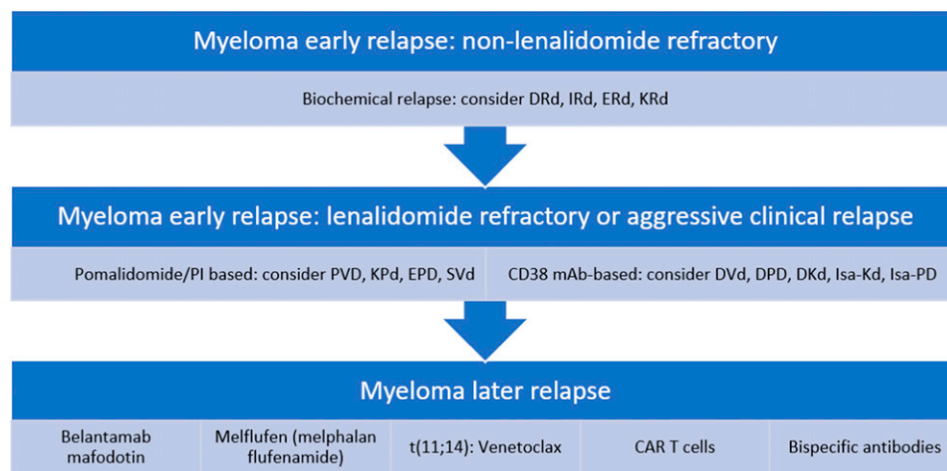 Myeloma early relapse: non-lenalidomide refractory
Biochemical relapse: consider DRd, IRd, ERd, KRd
Myeloma early relapse: lenalidomide refractory or aggressive clinical relapse
Pomalidomide/PI based: consider PVD, KPd, EPD, SVd
CD38 mAb-based: consider DVd, DPD, DKd, Isa-Kd, Isa-PD
Myeloma later relapse
Belantamab
mafodotin
Melflufen (melphalan
flufenamide)
t(11;14): Venetoclax
CAR T cells
Bispecific antibodies